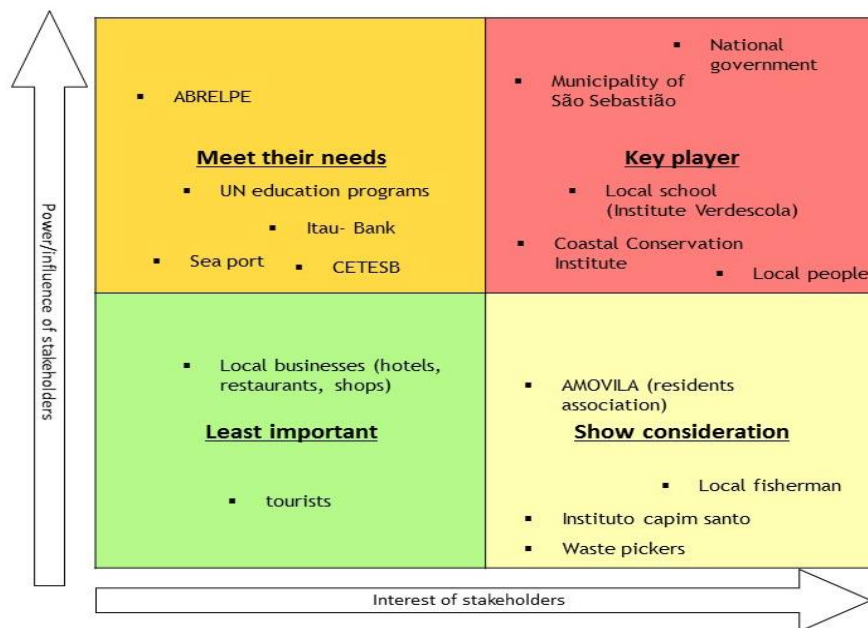 Power/influence of stakeholders
ABRELPE
Meet their needs
UN education programs
Itau- Bank
Sea port
CETESB
National
government
Municipality of
São Sebastião
Key player
Local school
(Institute Verdescola)
Coastal Conservation
Institute
Local people
Local businesses (hotels,
restaurants, shops)
Least important
tourists
AMOVILA (residents
association)
Show consideration
Local fisherman
Instituto capim santo
Waste pickers
Interest of stakeholders